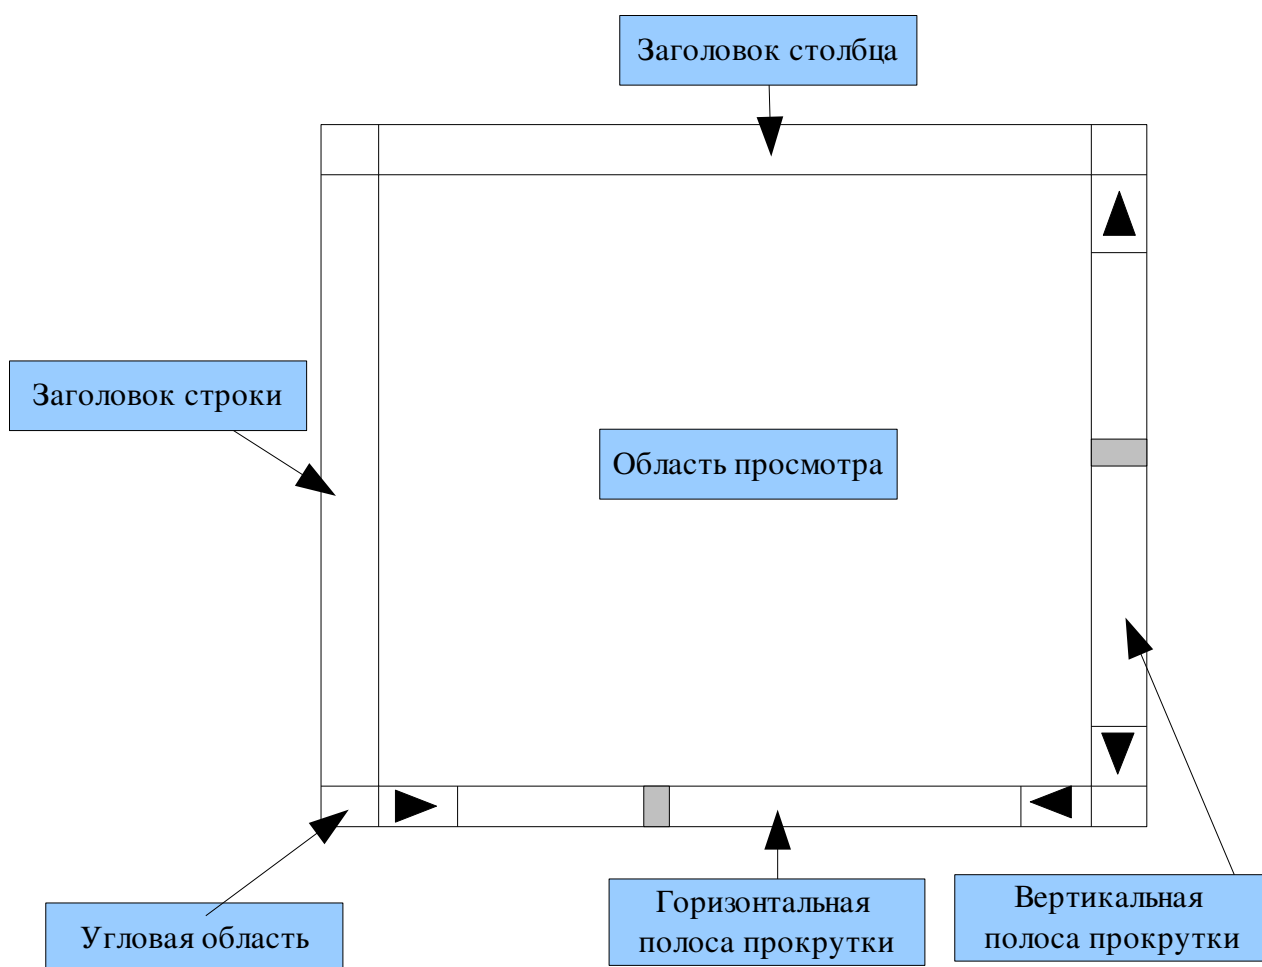 Заголовок столбца
Заголовок строки
Область просмотра
Угловая область
Горизонтальная
полоса прокрутки
Вертикальная
полоса прокрутки